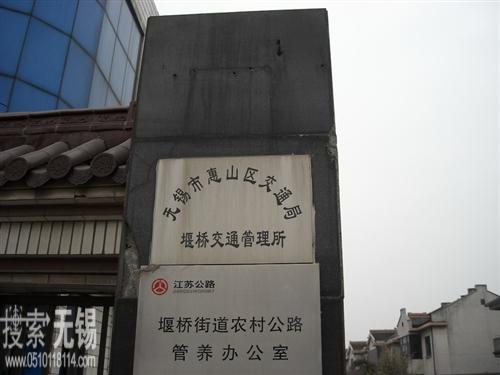 无锡市惠山区交通局
堰桥交通管理所
江苏公路
堰桥街道农村公路
管养办公室
搜索无锡
www.0510118114.com